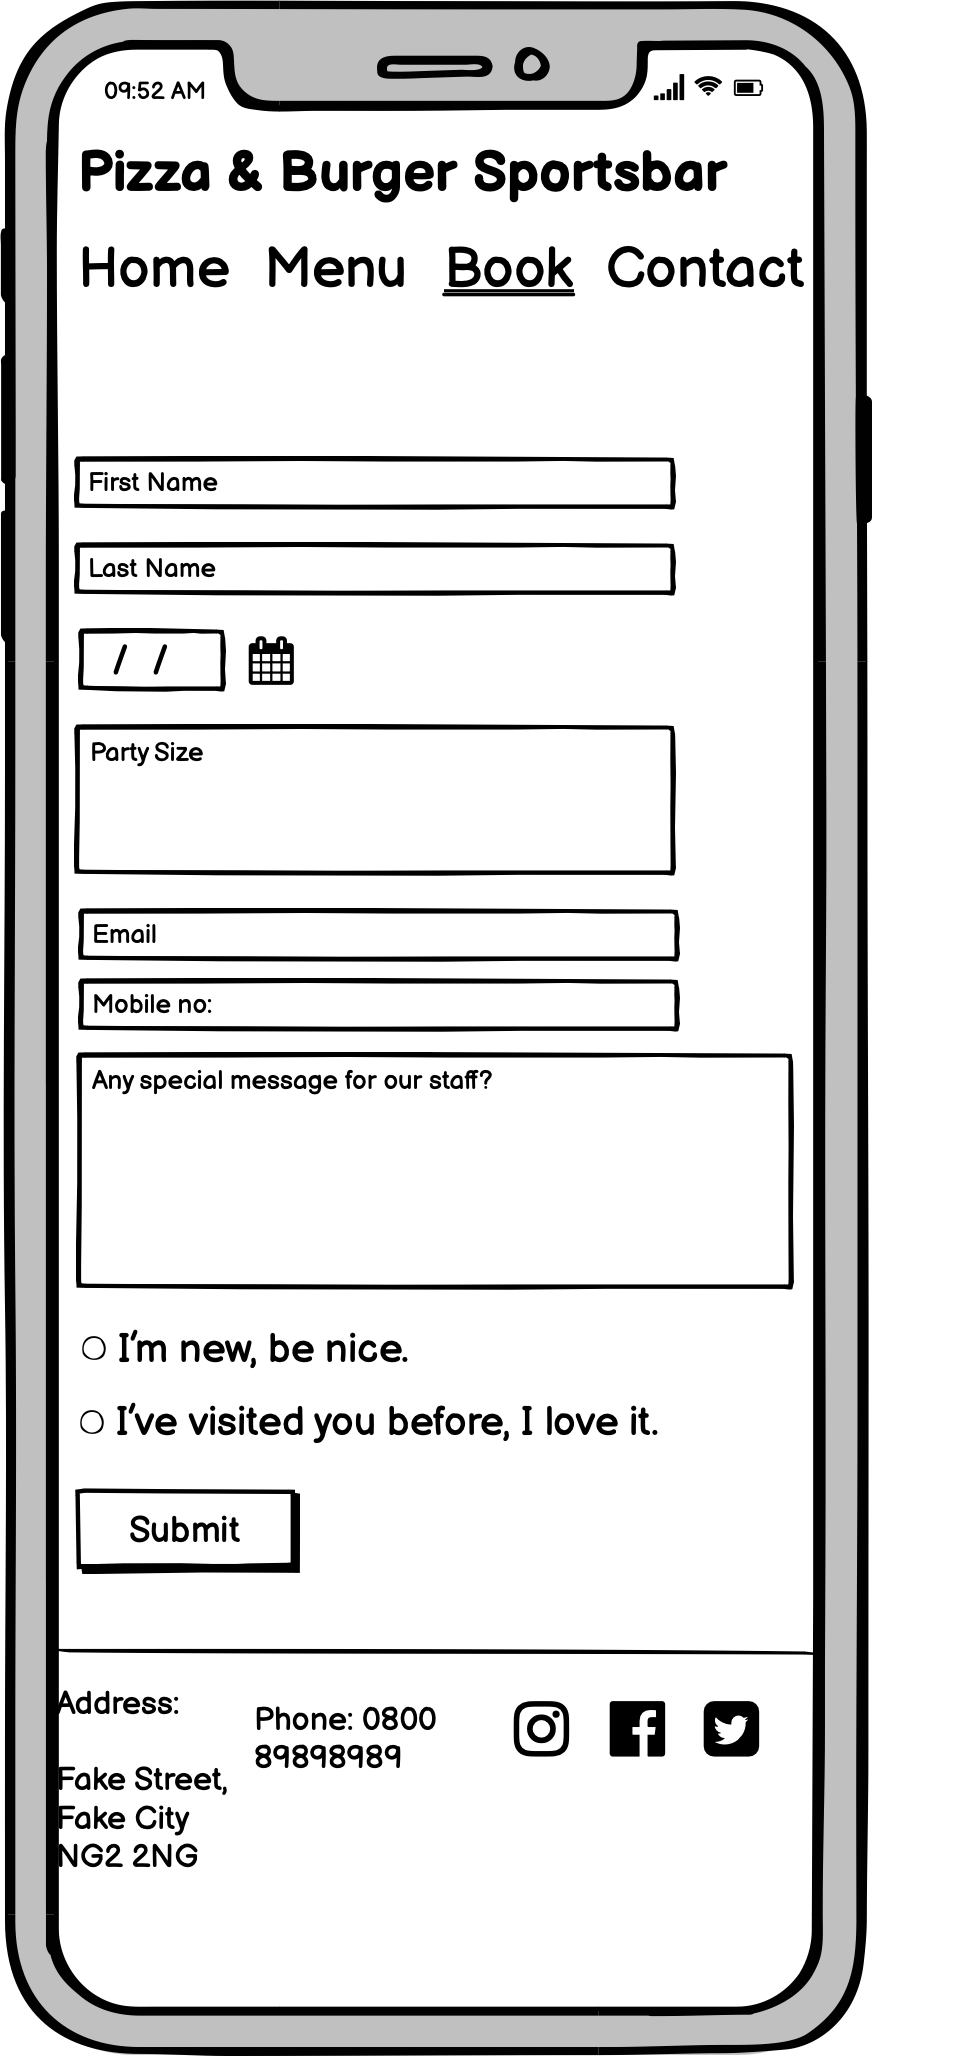 09:52 AM
Pizza & Burger Sportsbar
Home Menu Book Contact
First Name
Last Name
/ /
Party Size
Email
Mobile no:
Any special message for our staff?
I'm new, be nice.
I've visited you before, I love it.
Submit
Address:
Fake Street,
Fake City
NG2 2NG
Phone: 0800
89898989